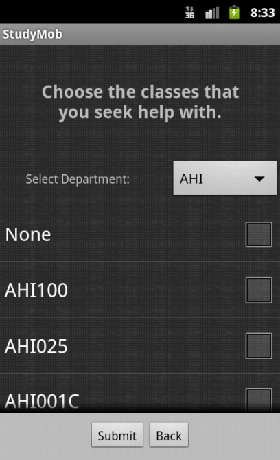 3G 8:33
StudyMob
Choose the classes that
you seek help with.
Select Department: AHI
None
AHI100
AHI025
AHI001C
Submit Back